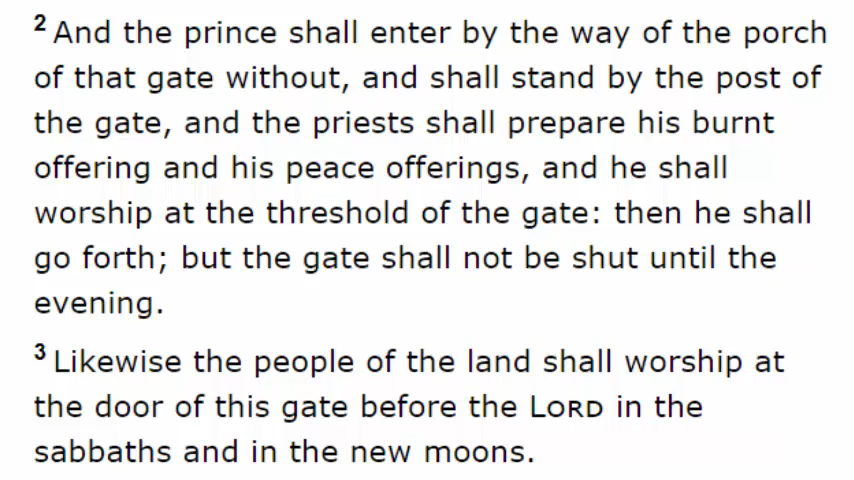 2 And the prince shall enter by the way of the porch
of that gate without, and shall stand by the post of
the gate, and the priests shall prepare his burnt
offering and his peace offerings, and he shall
worship at the threshold of the gate: then he shall
go forth; but the gate shall not be shut until the
evening.
3 Likewise the people of the land shall worship at
the door of this gate before the LORD in the
sabbaths and in the new moons.